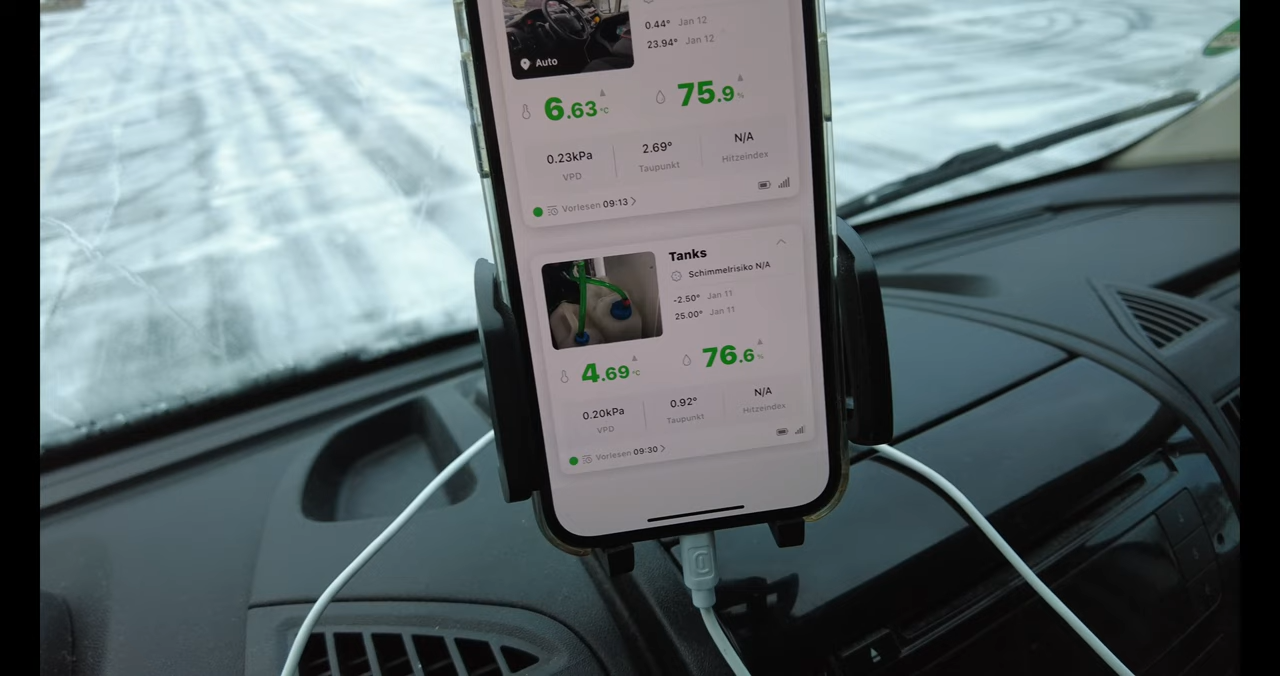 0.44° Jan 12
23.94° Jan 12
Auto
6.63°C 75.9%
0.23kPa 2.69° N/A
VPD Taupunkt Hitzeindex
Vorlesen 09:13
Tanks
Schimmelrisiko N/A
-2.50° Jan 11
25.00° Jan 11
4.69°C 76.6%
0.20kPa 0.92° N/A
VPD Taupunkt Hitzeindex
Vorlesen 09:30